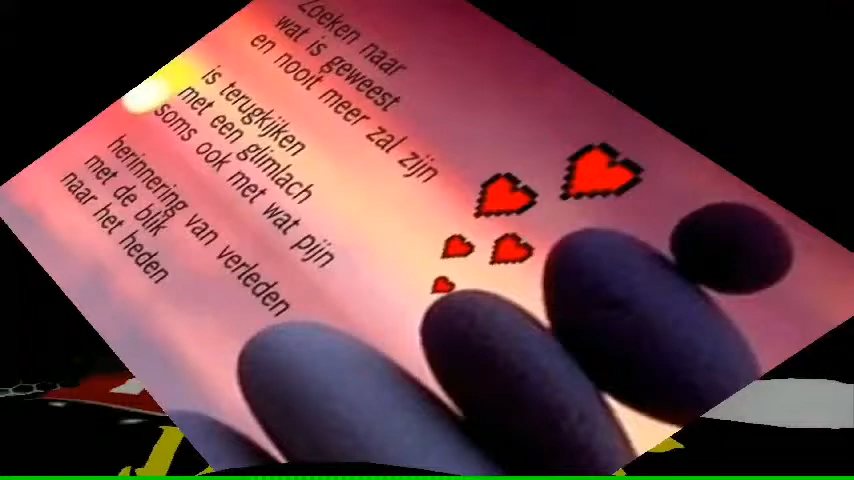 Zoeken naar
wat is geweest
en nooit meer zal zijn
is terugkijken
met een glimlach
soms ook met wat pijn
herinnering van verleden
met de blik
naar het heden